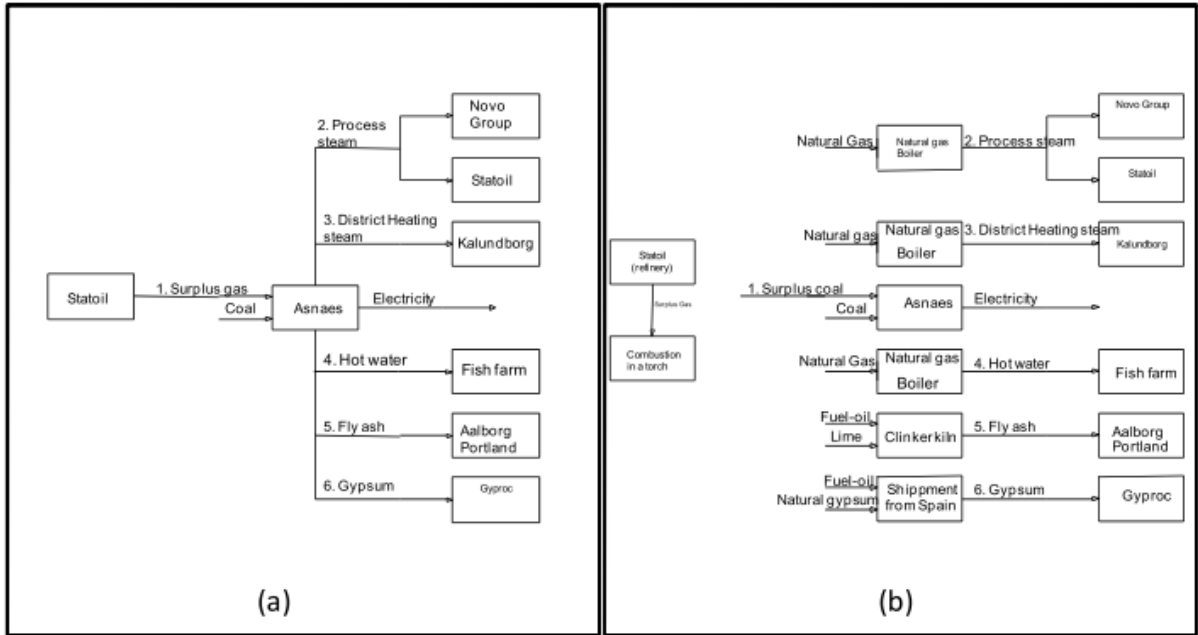 Novo
Group
2. Process
steam
Statoil
3. District Heating
steam
Kalundborg
Statoil
1. Surplus gas
Coal
Asnaes
Electricity
4. Hot water
Fish farm
5. Fly ash
Aalborg
Portland
6. Gypsum
Gyproc
(a)
Novo Group
Natural Gas
Natural gas
Boiler
2. Process steam
Statoil
Natural gas
Natural gas
Boiler
3. District Heating steam
Kalundborg
Statoil
(refinery)
Surplus Gas
Combustion
in a torch
1. Surplus coal
Coal
Asnaes
Electricity
Natural Gas
Natural gas
Boiler
4. Hot water
Fish farm
Fuel-oil
Lime
Clinkerkiln
5. Fly ash
Aalborg
Portland
Fuel-oil
Natural gypsum
Shippment
from Spain
6. Gypsum
Gyproc
(b)